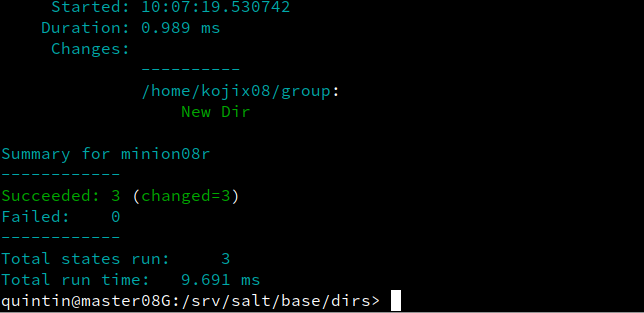 Started: 10:07:19.530742
Duration: 0.989 ms
Changes:
----------
/home/kojix08/group:
New Dir
Summary for minion08r
------------
Succeeded: 3 (changed=3)
Failed:    0
------------
Total states run:     3
Total run time:   9.691 ms
quintin@master08G:/srv/salt/base/dirs>